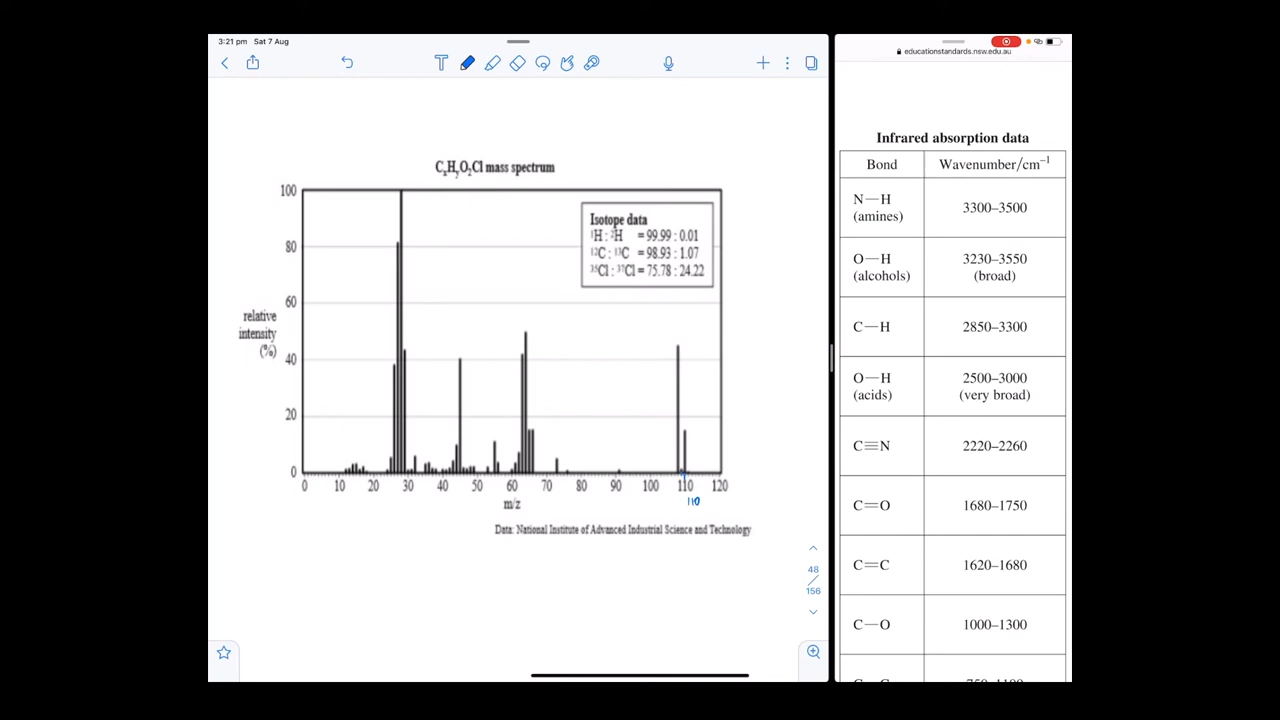 3:21 pm Sat 7 Aug
CxHyO2Cl mass spectrum
100
80
60
40
20
0
relative
intensity
(%)
Isotope data
¹H : ²H = 99.99 : 0.01
¹²C : ¹³C = 98.93 : 1.07
³⁵Cl : ³⁷Cl = 75.78 : 24.22
0 10 20 30 40 50 60 70 80 90 100 110 120
m/z
110
Data: National Institute of Advanced Industrial Science and Technology
48
156
educationstandards.nsw.edu.au
Infrared absorption data
Bond Wavenumber/cm⁻¹
N—H
(amines)
3300–3500
O—H
(alcohols)
3230–3550
(broad)
C—H 2850–3300
O—H
(acids)
2500–3000
(very broad)
C≡N 2220–2260
C=O 1680–1750
C=C 1620–1680
C—O 1000–1300